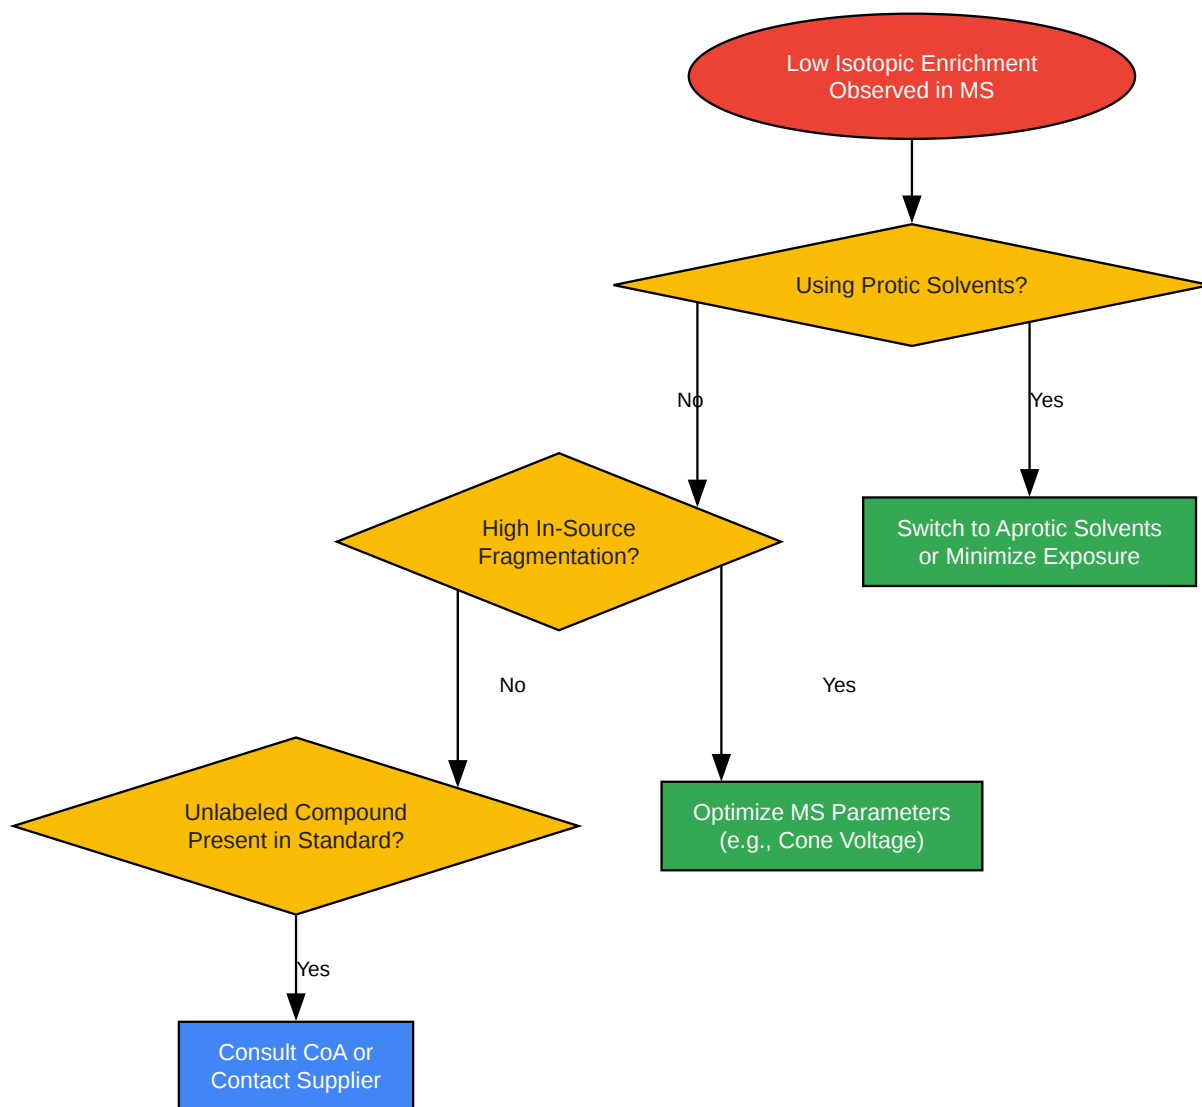 Low Isotopic Enrichment
Observed in MS
Using Protic Solvents?
No
Yes
High In-Source
Fragmentation?
Switch to Aprotic Solvents
or Minimize Exposure
No
Yes
Unlabeled Compound
Present in Standard?
Optimize MS Parameters
(e.g., Cone Voltage)
Yes
Consult CoA or
Contact Supplier